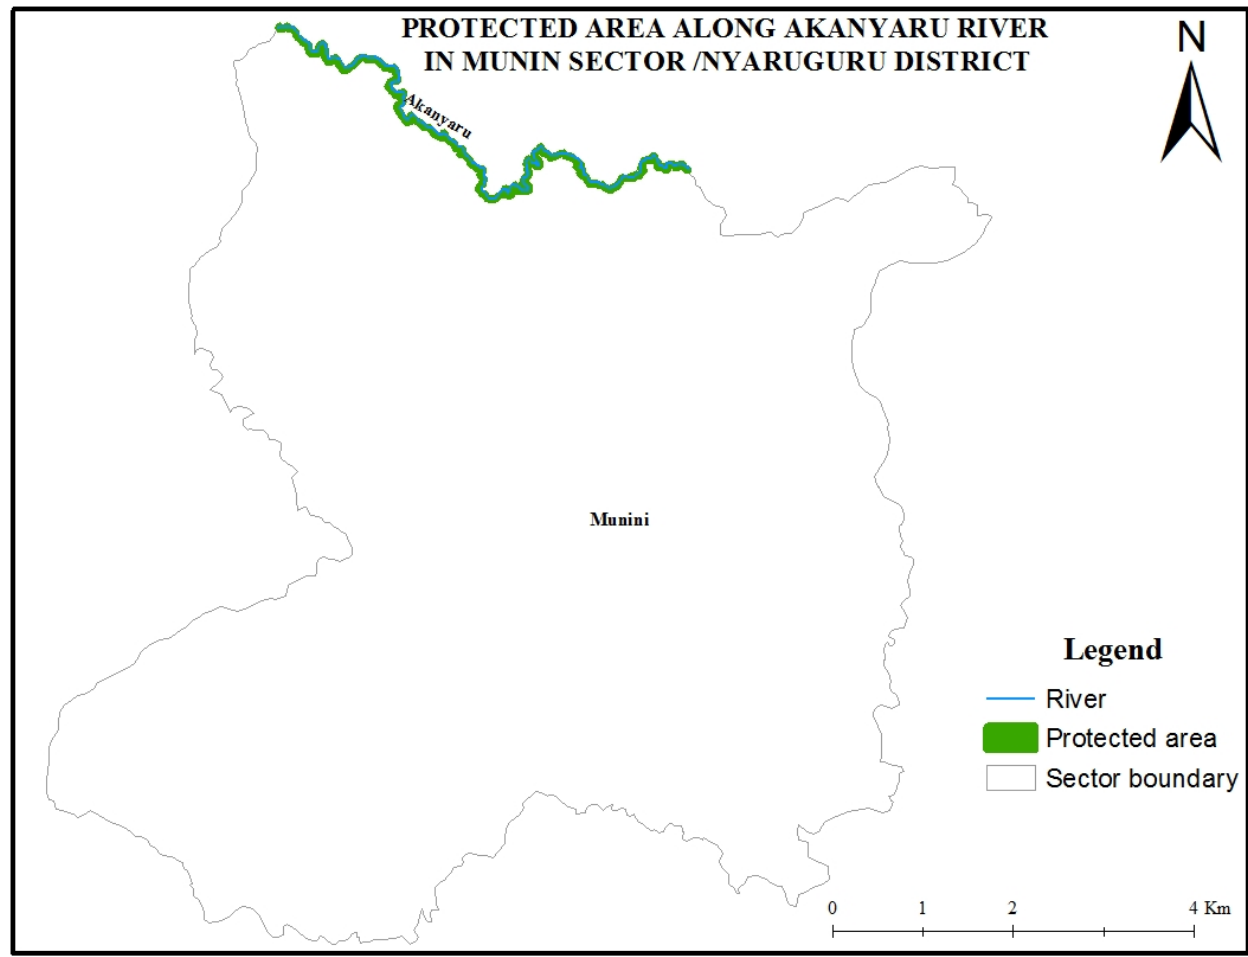 PROTECTED AREA ALONG AKANYARU RIVER
IN MUNIN SECTOR /NYARUGURU DISTRICT
N
Akanyaru
Munini
Legend
River
Protected area
Sector boundary
0 1 2 4 Km